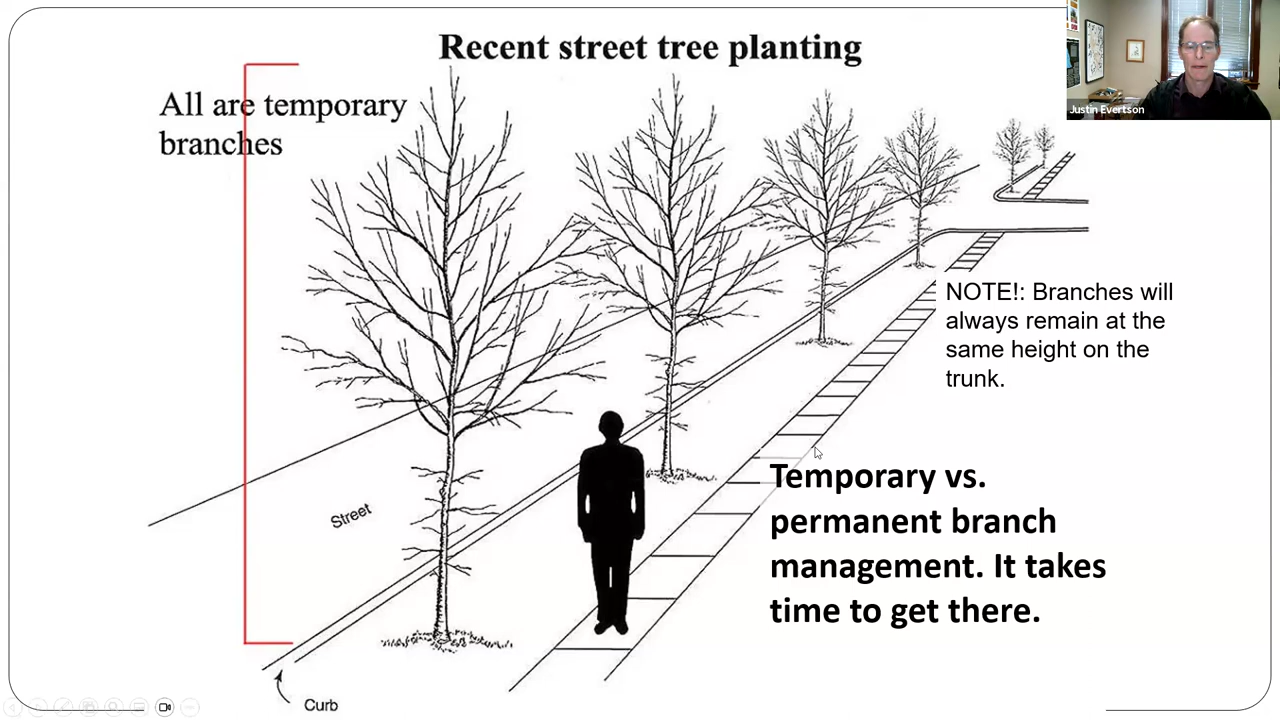 Recent street tree planting
All are temporary
branches
Justin Evertson
NOTE!: Branches will
always remain at the
same height on the
trunk.
Temporary vs.
permanent branch
management. It takes
time to get there.
Street
Curb